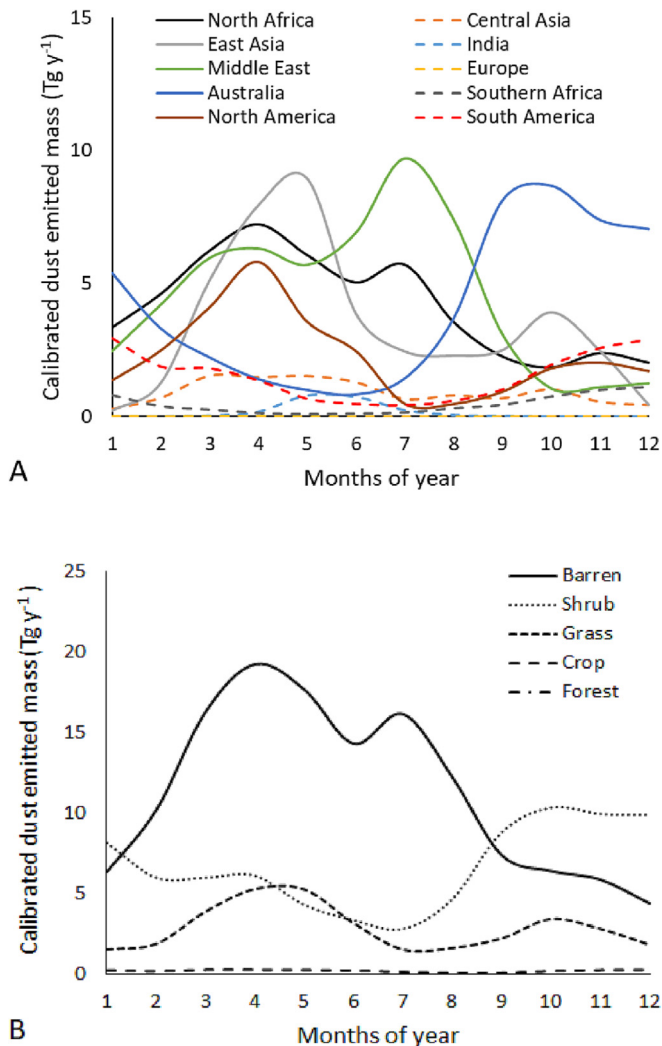 15
10
5
0
Calibrated dust emitted mass (Tg y⁻¹)
North Africa
East Asia
Middle East
Australia
North America
Central Asia
India
Europe
Southern Africa
South America
1 2 3 4 5 6 7 8 9 10 11 12
Months of year
A
25
20
15
10
5
0
Calibrated dust emitted mass (Tg y⁻¹)
Barren
Shrub
Grass
Crop
Forest
1 2 3 4 5 6 7 8 9 10 11 12
Months of year
B